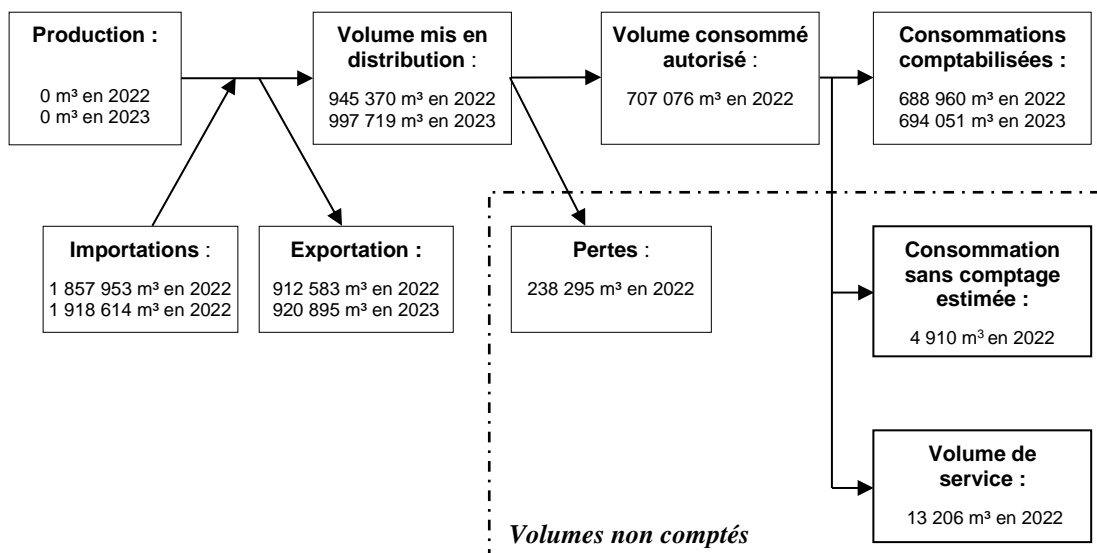 Production :
0 m³ en 2022
0 m³ en 2023
Volume mis en
distribution :
945 370 m³ en 2022
997 719 m³ en 2023
Volume consommé
autorisé :
707 076 m³ en 2022
Consommations
comptabilisées :
688 960 m³ en 2022
694 051 m³ en 2023
Importations :
1 857 953 m³ en 2022
1 918 614 m³ en 2022
Exportation :
912 583 m³ en 2022
920 895 m³ en 2023
Pertes :
238 295 m³ en 2022
Consommation
sans comptage
estimée :
4 910 m³ en 2022
Volume de
service :
13 206 m³ en 2022
Volumes non comptés